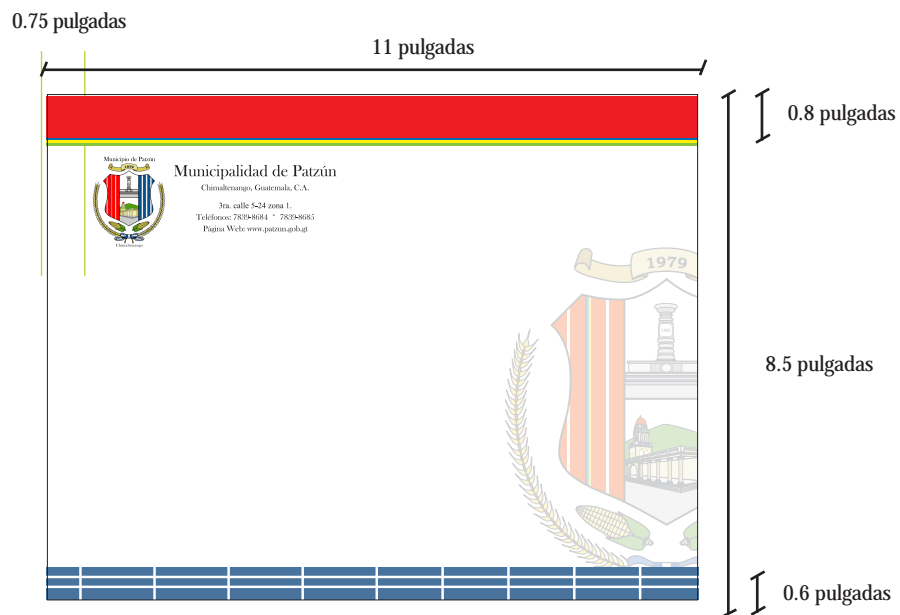 0.75 pulgadas
11 pulgadas
0.8 pulgadas
Municipio de Patzún
1979
Municipalidad de Patzún
Chimaltenango, Guatemala, C.A.
3ra. calle 5-24 zona 1.
Teléfonos: 7839-8684 * 7839-8685
Página Web: www.patzun.gob.gt
Chimaltenango
1979
8.5 pulgadas
0.6 pulgadas